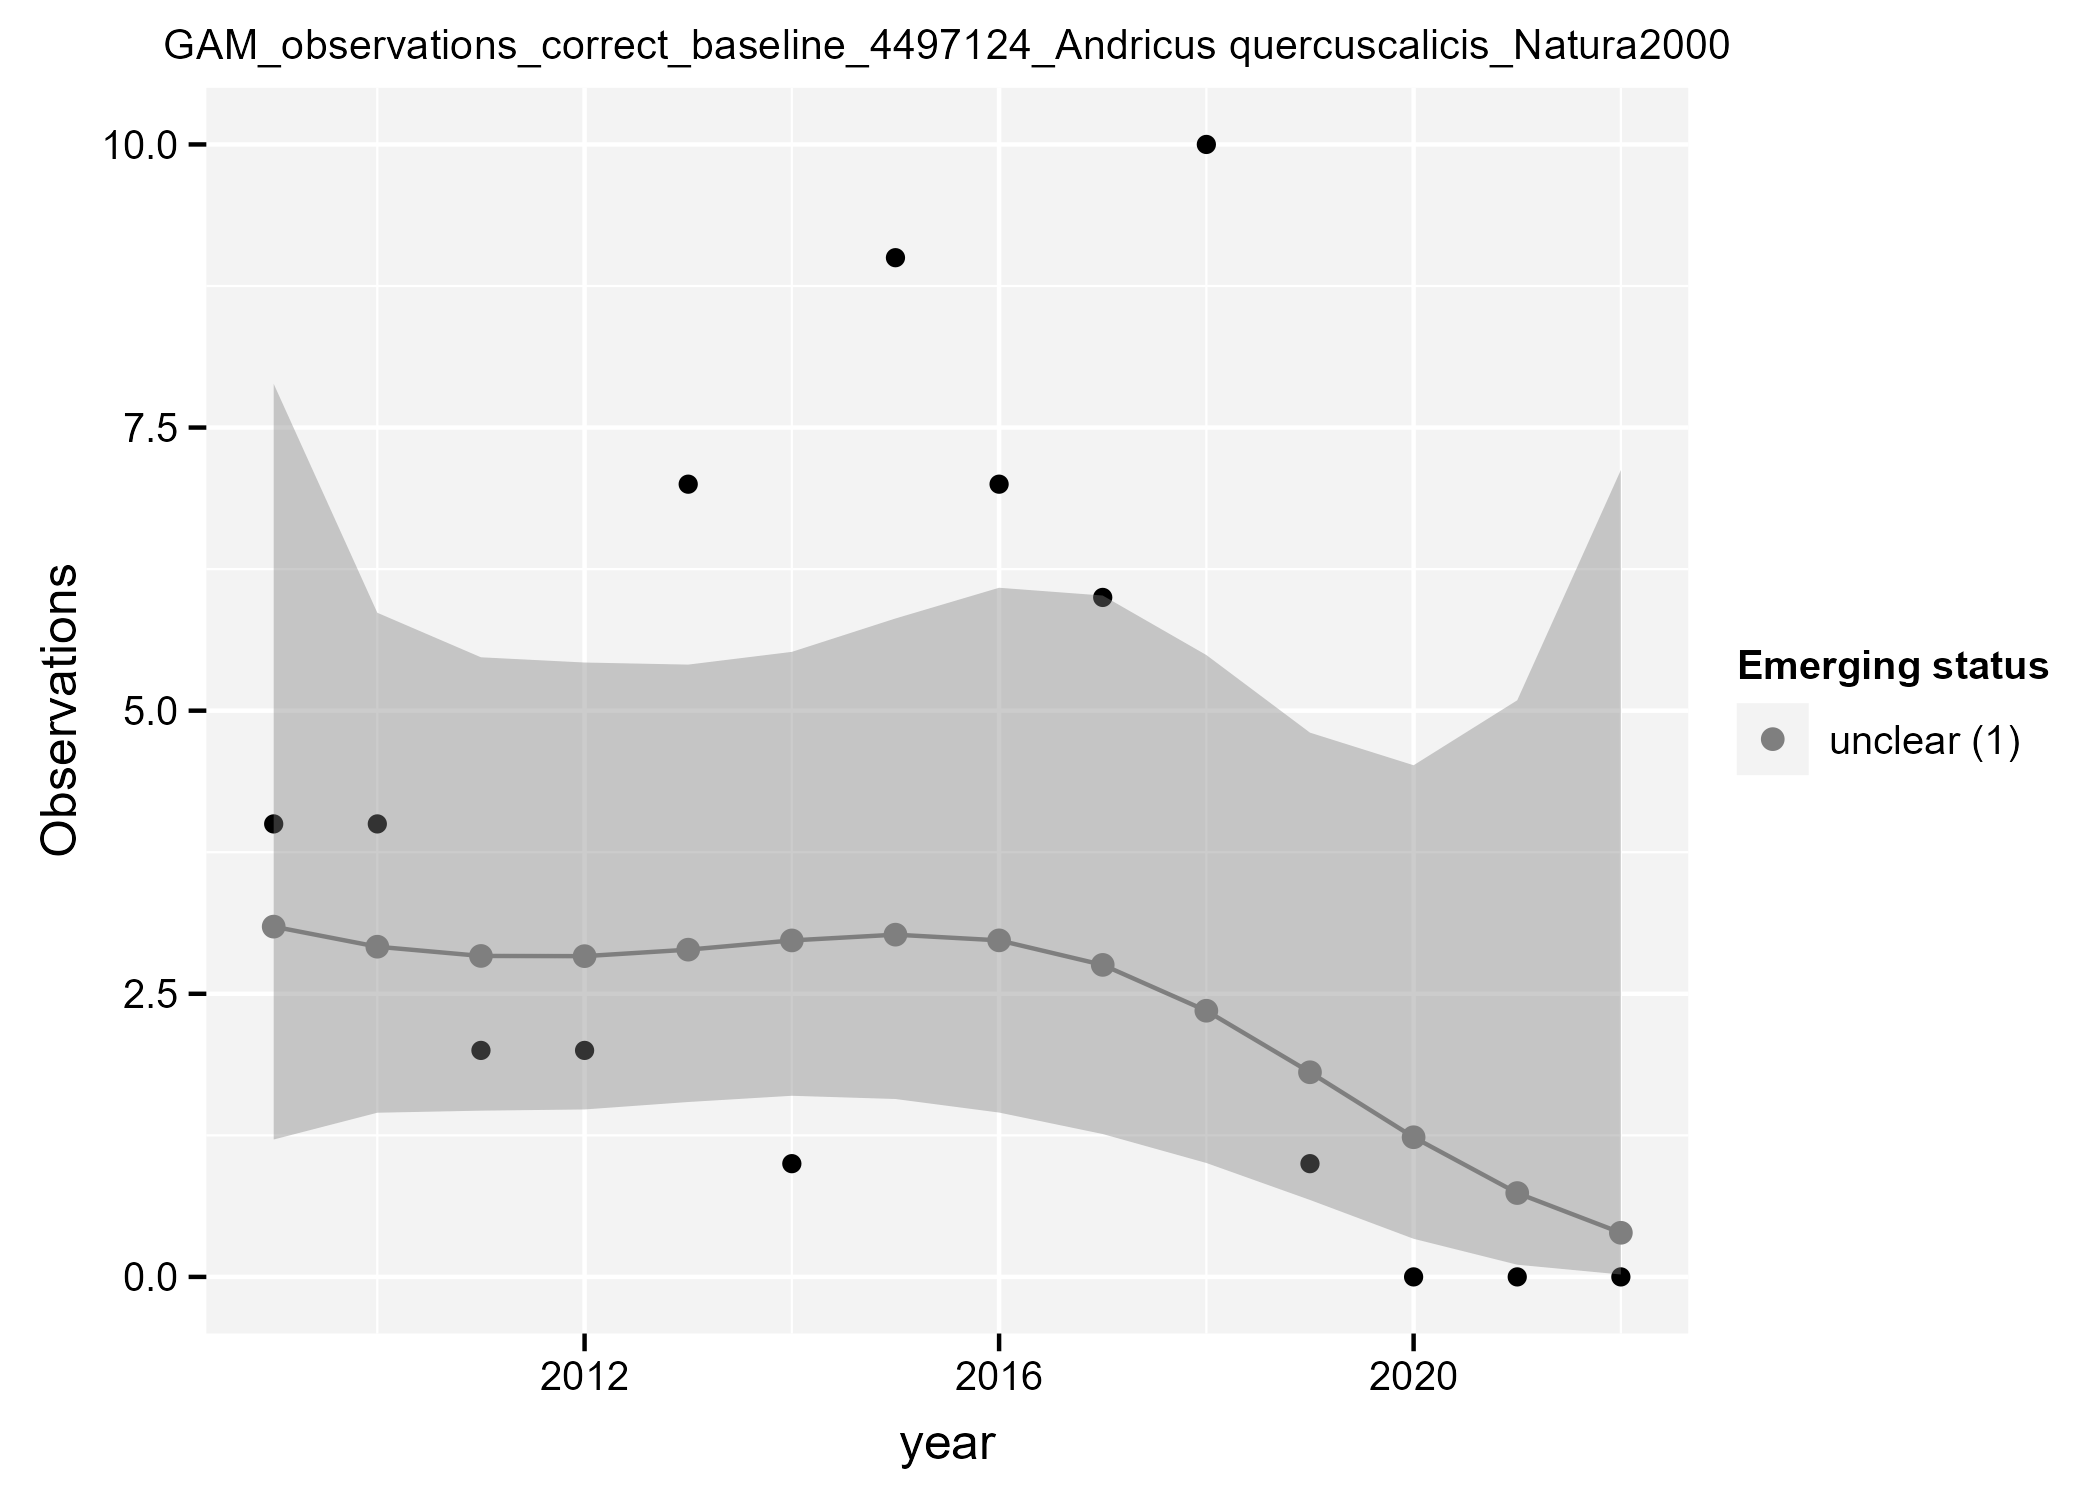 GAM_observations_correct_baseline_4497124_Andricus quercuscalicis_Natura2000
10.0
7.5
5.0
2.5
0.0
Observations
2012
2016
2020
year
Emerging status
unclear (1)